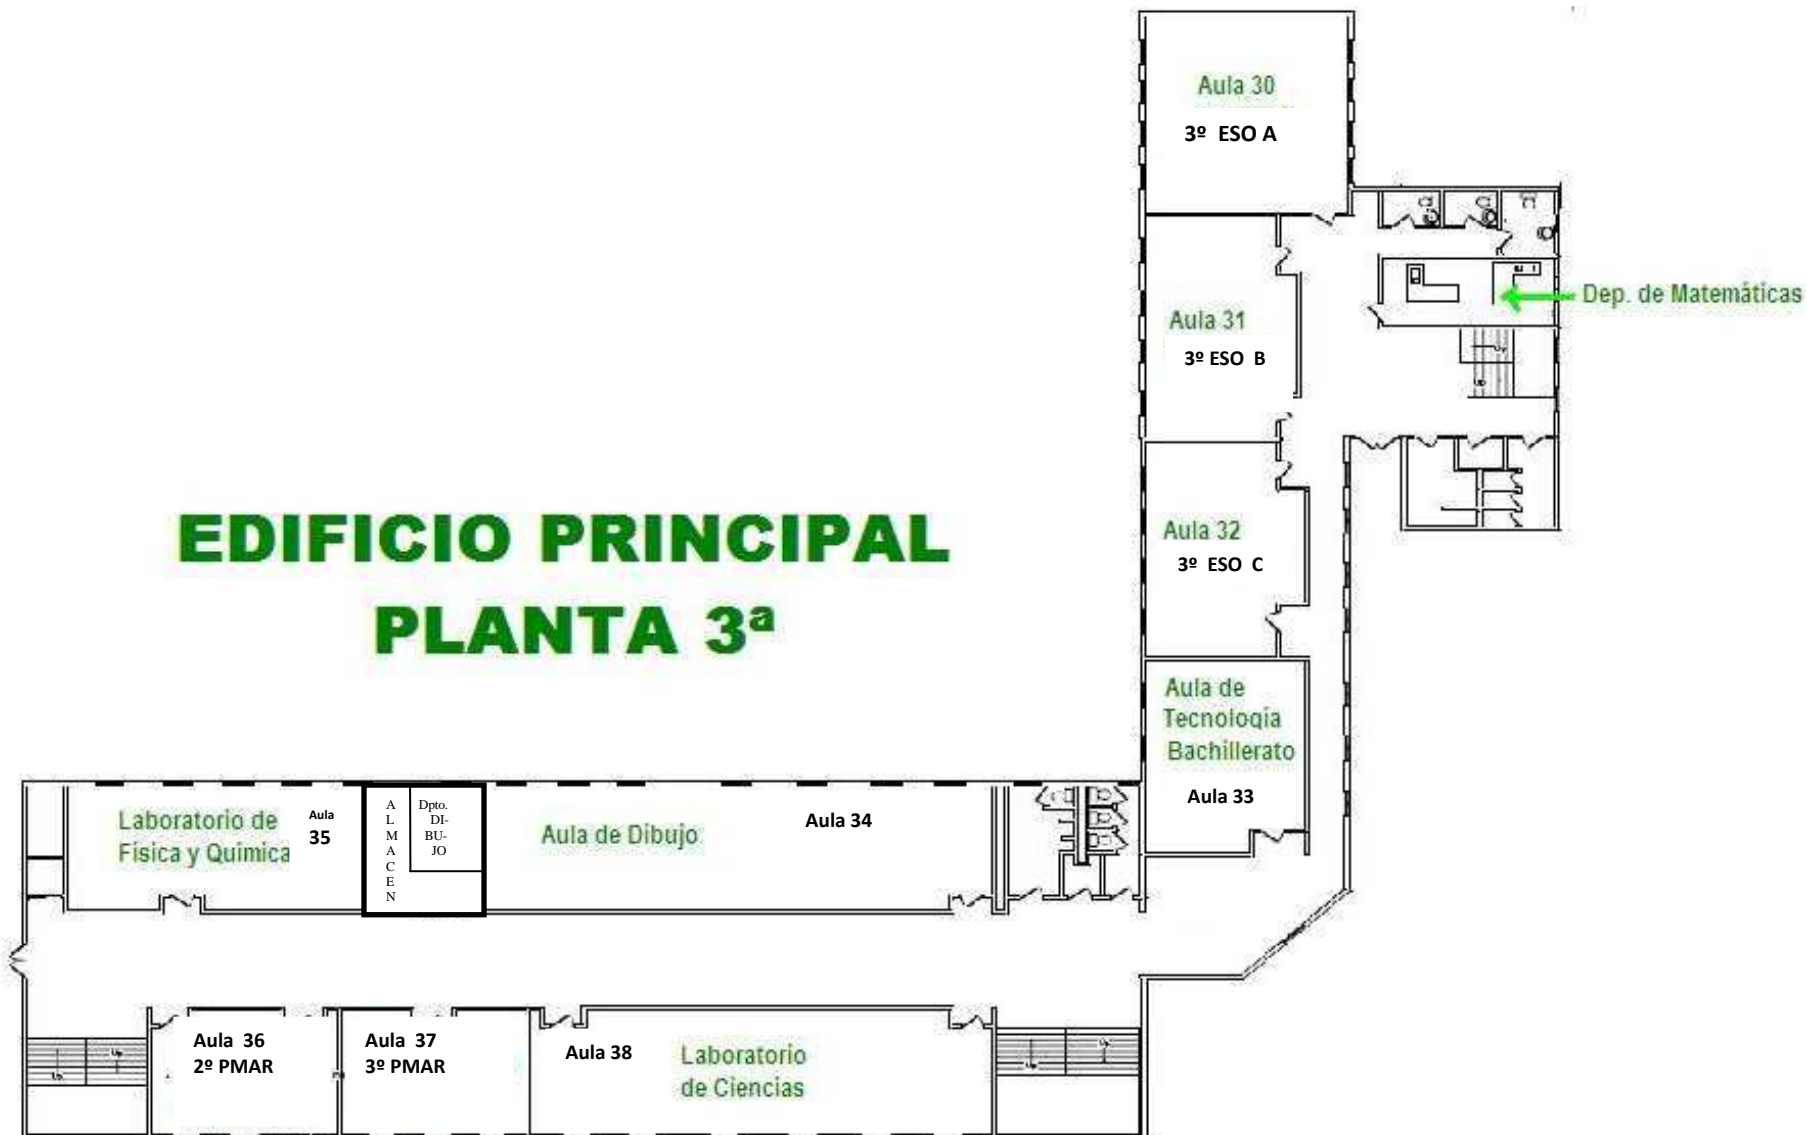 Aula 30
3º ESO A
Dep. de Matemáticas
Aula 31
3º ESO B
EDIFICIO PRINCIPAL
PLANTA 3ª
Aula 32
3º ESO C
Aula de
Tecnología
Bachillerato
Aula 33
Laboratorio de
Física y Química
Aula
35
A
L
M
A
C
E
N
Dpto.
DI-
BU-
JO
Aula de Dibujo
Aula 34
Aula 36
2º PMAR
Aula 37
3º PMAR
Aula 38
Laboratorio
de Ciencias